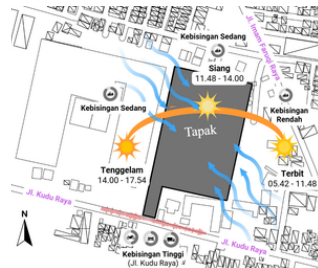 Jl. Imam Faruqi Raya
Kebisingan Sedang
Siang
11.48 - 14.00
Kebisingan Sedang
Kebisingan
Rendah
Tapak
Tenggelam
14.00 - 17.54
Terbit
05.42 - 11.48
Jl. Kudu Raya
N
Kebisingan Tinggi
(Jl. Kudu Raya)
Jl. Kudu Raya